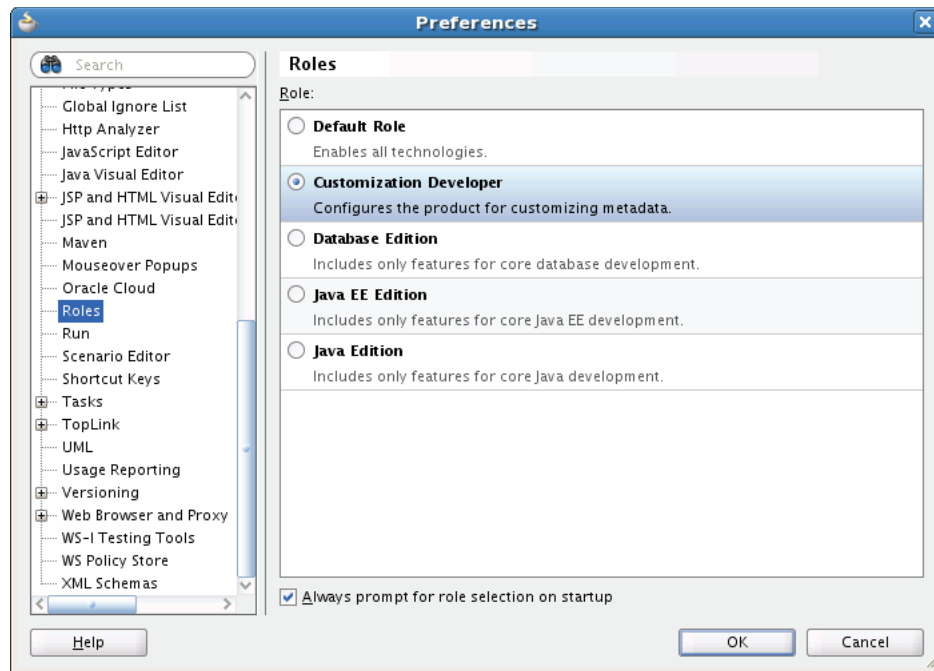 Preferences
Search
Roles
Role:
Global Ignore List
Http Analyzer
JavaScript Editor
Java Visual Editor
JSP and HTML Visual Edit
JSP and HTML Visual Edit
Maven
Mouseover Popups
Oracle Cloud
Roles
Run
Scenario Editor
Shortcut Keys
Tasks
TopLink
UML
Usage Reporting
Versioning
Web Browser and Proxy
WS-I Testing Tools
WS Policy Store
XML Schemas
Default Role
Enables all technologies.
Customization Developer
Configures the product for customizing metadata.
Database Edition
Includes only features for core database development.
Java EE Edition
Includes only features for core Java EE development.
Java Edition
Includes only features for core Java development.
Always prompt for role selection on startup
Help
OK
Cancel